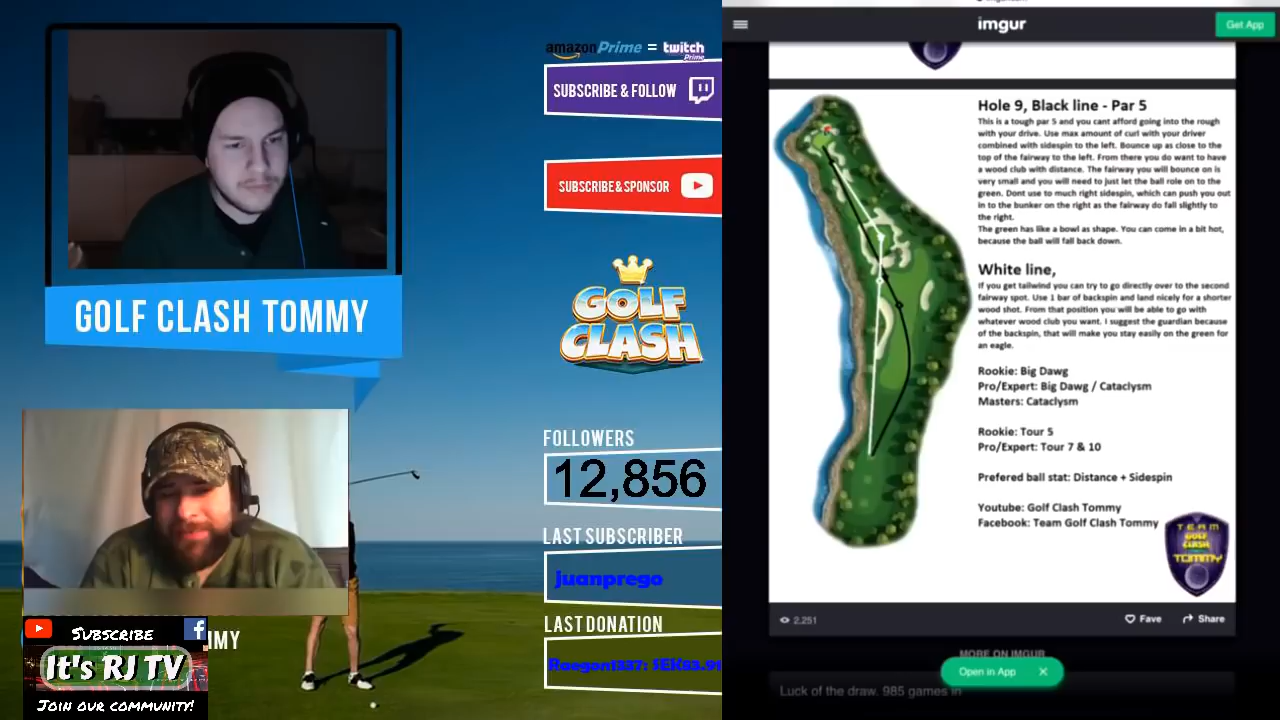 amazonPrime = twitch
Prime
SUBSCRIBE & FOLLOW
SUBSCRIBE & SPONSOR
GOLF CLASH TOMMY
GOLF
CLASH
FOLLOWERS
12,856
LAST SUBSCRIBER
juanprego
LAST DONATION
SUBSCRIBE
MMY
It's RJ TV
JOIN OUR COMMUNITY!
imgur
Get App
Hole 9, Black line - Par 5
This is a tough par 5 and you cant afford going into the rough
with your drive. Use max amount of curl with your driver
combined with sidespin to the left. Bounce up as close to the
top of the fairway to the left. From there you do want to have
a wood club with distance. The fairway you will bounce on is
very small and you will need to just let the ball role on to the
green. Dont use to much right sidespin, which can push you out
in to the bunker on the right as the fairway do fall slightly to
the right.
The green has like a bowl as shape. You can come in a bit hot,
because the ball will fall back down.
White line,
If you get tailwind you can try to go directly over to the second
fairway spot. Use 1 bar of backspin and land nicely for a shorter
wood shot. From that position you will be able to go with
whatever wood club you want. I suggest the guardian because
of the backspin, that will make you stay easily on the green for
an eagle.
Rookie: Big Dawg
Pro/Expert: Big Dawg / Cataclysm
Masters: Cataclysm
Rookie: Tour 5
Pro/Expert: Tour 7 & 10
Prefered ball stat: Distance + Sidespin
Youtube: Golf Clash Tommy
Facebook: Team Golf Clash Tommy
TEAM
GOLF
CLASH
TOMMY
2,251
Fave
Share
MORE ON IMGUR
Open in App
Luck of the draw. 985 games in